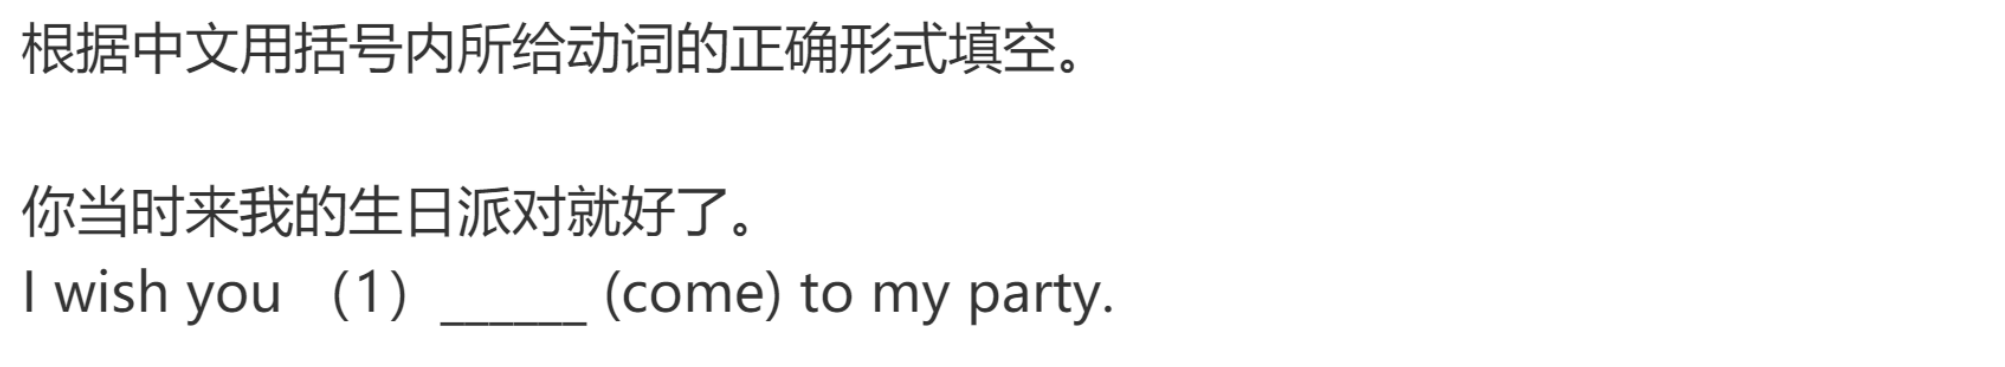 根据中文用括号内所给动词的正确形式填空。
你当时来我的生日派对就好了。
I wish you （1）______ (come) to my party.